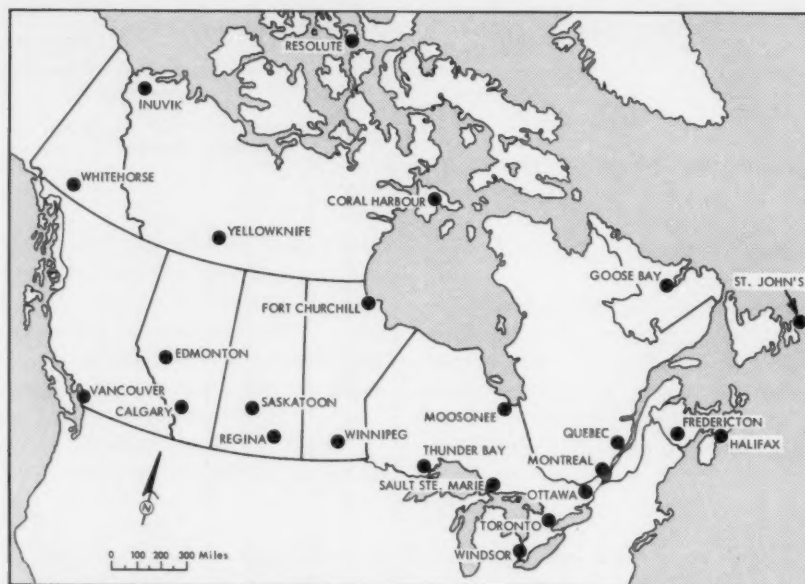 RESOLUTE
INUVIK
WHITEHORSE
CORAL HARBOUR
YELLOWKNIFE
GOOSE BAY
ST. JOHN'S
FORT CHURCHILL
EDMONTON
VANCOUVER
CALGARY
SASKATOON
REGINA
WINNIPEG
MOOSONEE
THUNDER BAY
SAULT STE. MARIE
QUEBEC
MONTREAL
OTTAWA
FREDERICTON
HALIFAX
TORONTO
WINDSOR
N
0 100 200 300 Miles